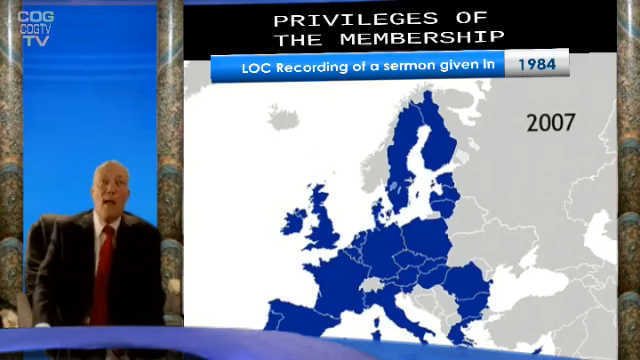 COG
COGTV
TV
PRIVILEGES OF
THE MEMBERSHIP
LOC Recording of a sermon given in 1984
2007